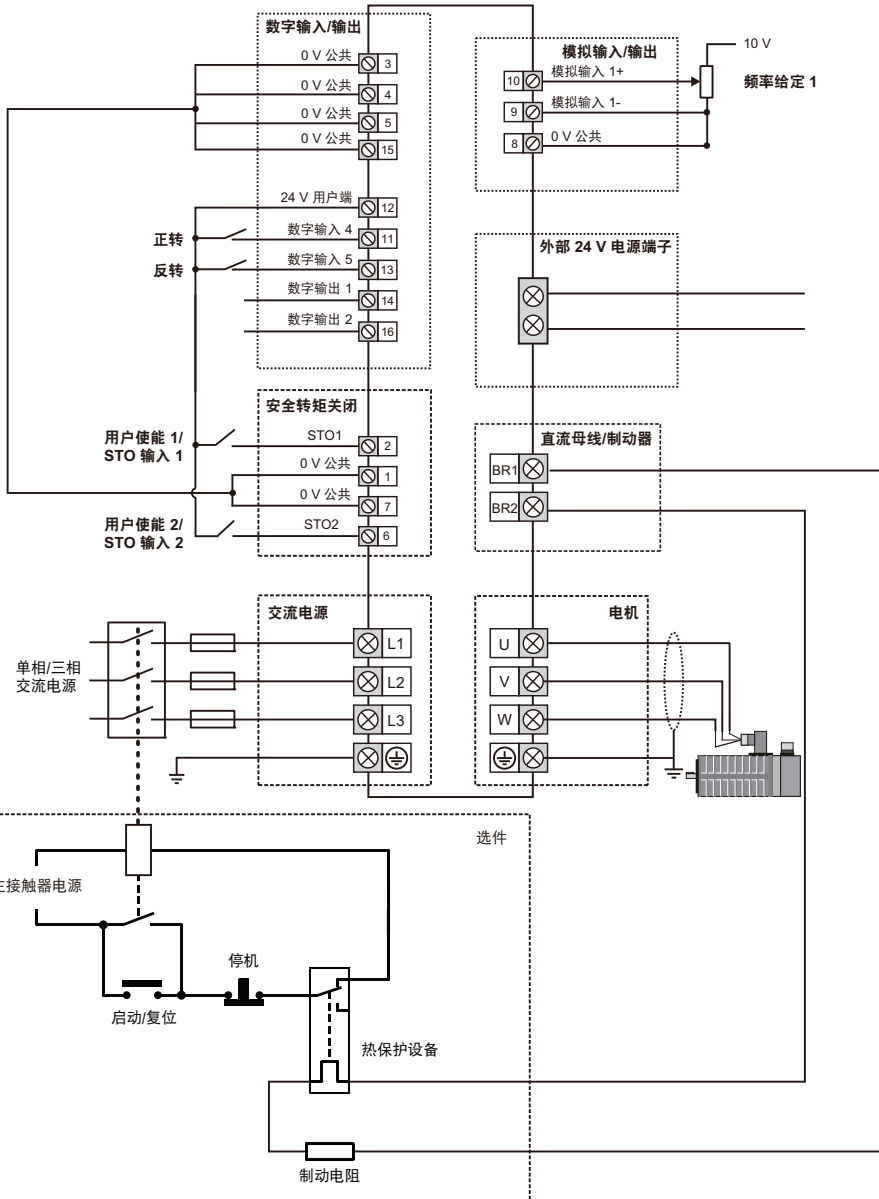 数字输入/输出
0 V 公共
3
0 V 公共
4
0 V 公共
5
0 V 公共
15
24 V 用户端
12
正转
数字输入 4
11
反转
数字输入 5
13
数字输出 1
14
数字输出 2
16
安全转矩关闭
用户使能 1/
STO 输入 1
STO1
2
0 V 公共
1
0 V 公共
7
用户使能 2/
STO 输入 2
STO2
6
交流电源
单相/三相
交流电源
L1
L2
L3
模拟输入/输出
10 V
10
模拟输入 1+
频率给定 1
9
模拟输入 1-
8
0 V 公共
外部 24 V 电源端子
直流母线/制动器
BR1
BR2
电机
U
V
W
选件
接触器电源
停机
启动/复位
热保护设备
制动电阻